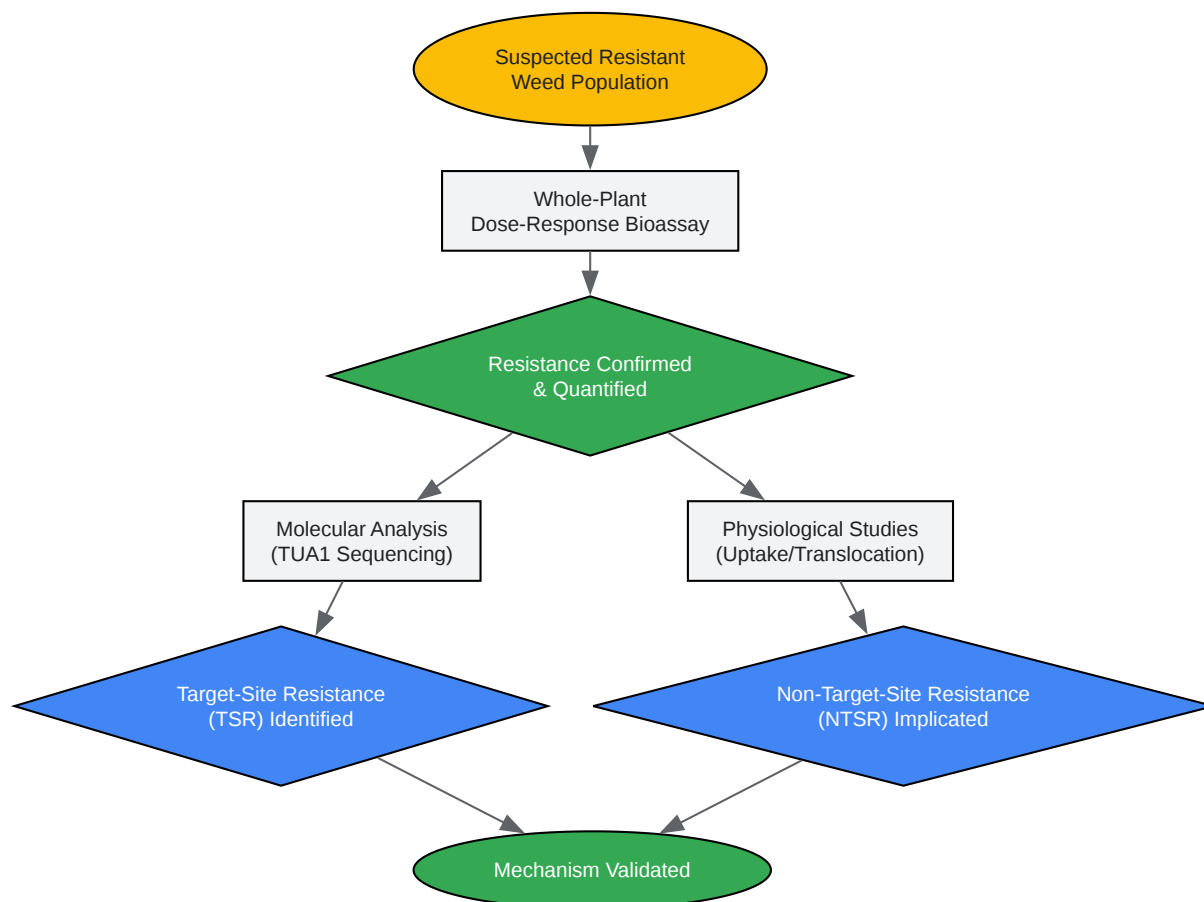 Suspected Resistant
Weed Population
Whole-Plant
Dose-Response Bioassay
Resistance Confirmed
& Quantified
Molecular Analysis
(TUA1 Sequencing)
Physiological Studies
(Uptake/Translocation)
Target-Site Resistance
(TSR) Identified
Non-Target-Site Resistance
(NTSR) Implicated
Mechanism Validated